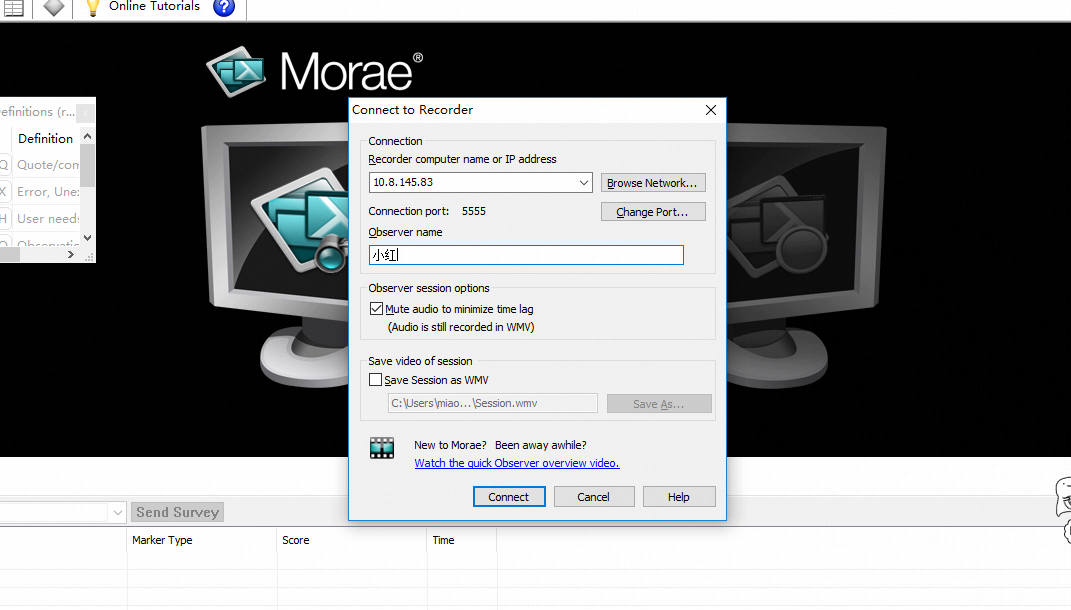 Online Tutorials
Morae®
efinitions (r...
Definition
Q Quote/com
X Error, Une
H User needs
Connect to Recorder
Connection
Recorder computer name or IP address
10.8.145.83
Browse Network...
Connection port: 5555
Change Port...
Observer name
小红
Observer session options
Mute audio to minimize time lag
(Audio is still recorded in WMV)
Save video of session
Save Session as WMV
C:\Users\miao...\Session.wmv
Save As...
New to Morae? Been away awhile?
Watch the quick Observer overview video.
Connect Cancel Help
Send Survey
Marker Type Score Time